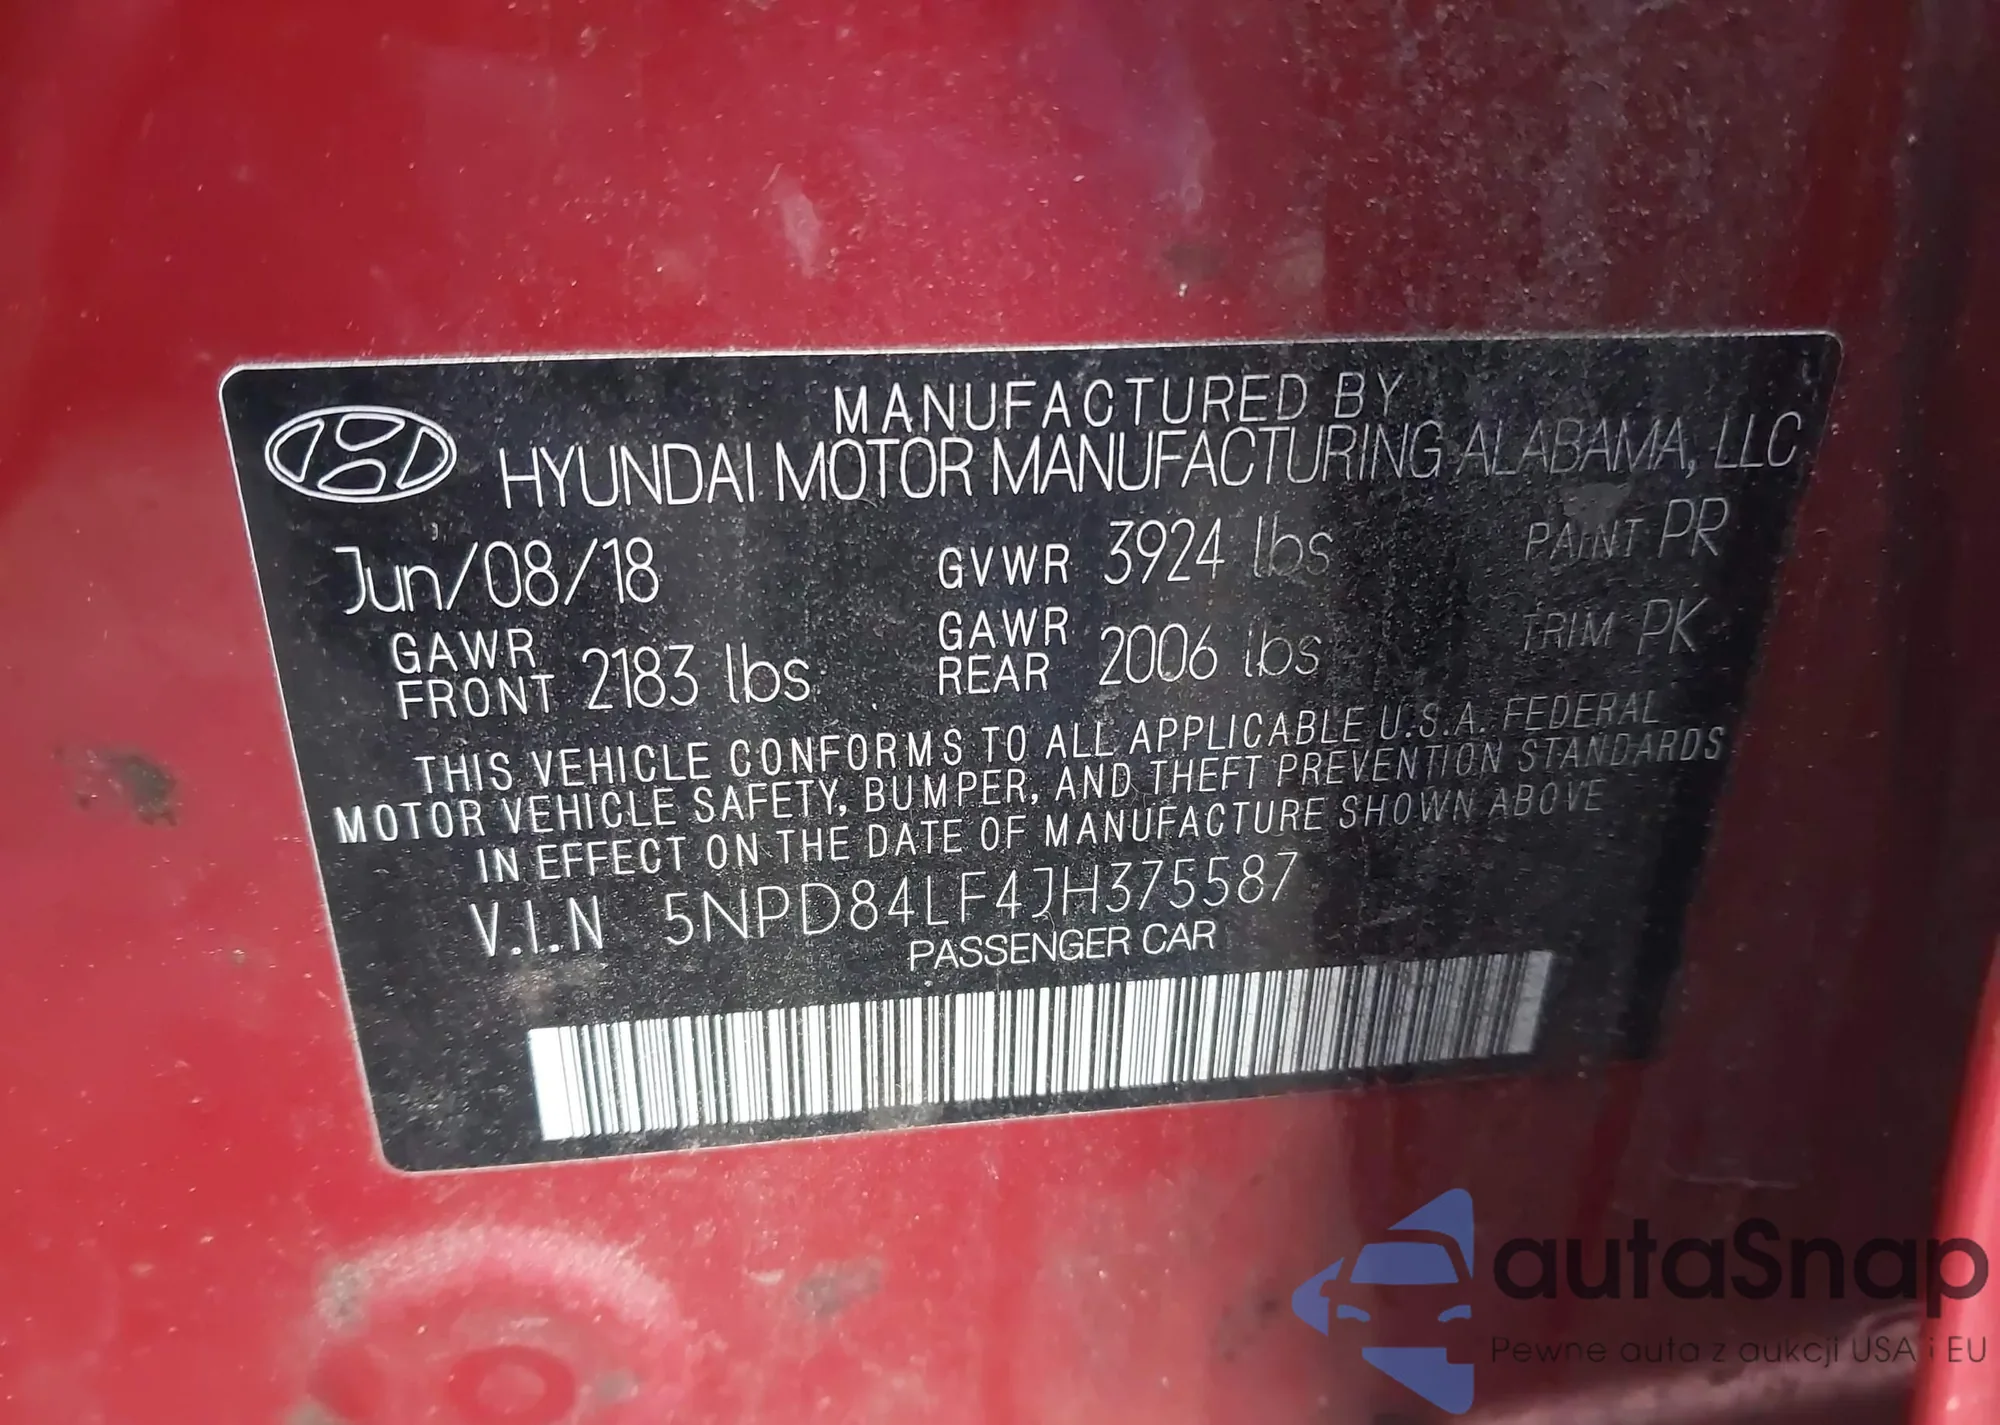 MANUFACTURED BY
HYUNDAI MOTOR MANUFACTURING ALABAMA, LLC
Jun/08/18 GVWR 3924 lbs PAINT PR
GAWR FRONT 2183 lbs GAWR REAR 2006 lbs TRIM PK
THIS VEHICLE CONFORMS TO ALL APPLICABLE U.S.A. FEDERAL
MOTOR VEHICLE SAFETY, BUMPER, AND THEFT PREVENTION STANDARDS
IN EFFECT ON THE DATE OF MANUFACTURE SHOWN ABOVE
V.I.N 5NPD84LF4JH375587
PASSENGER CAR
autaSnap
Pewne auta z aukcji USA i EU